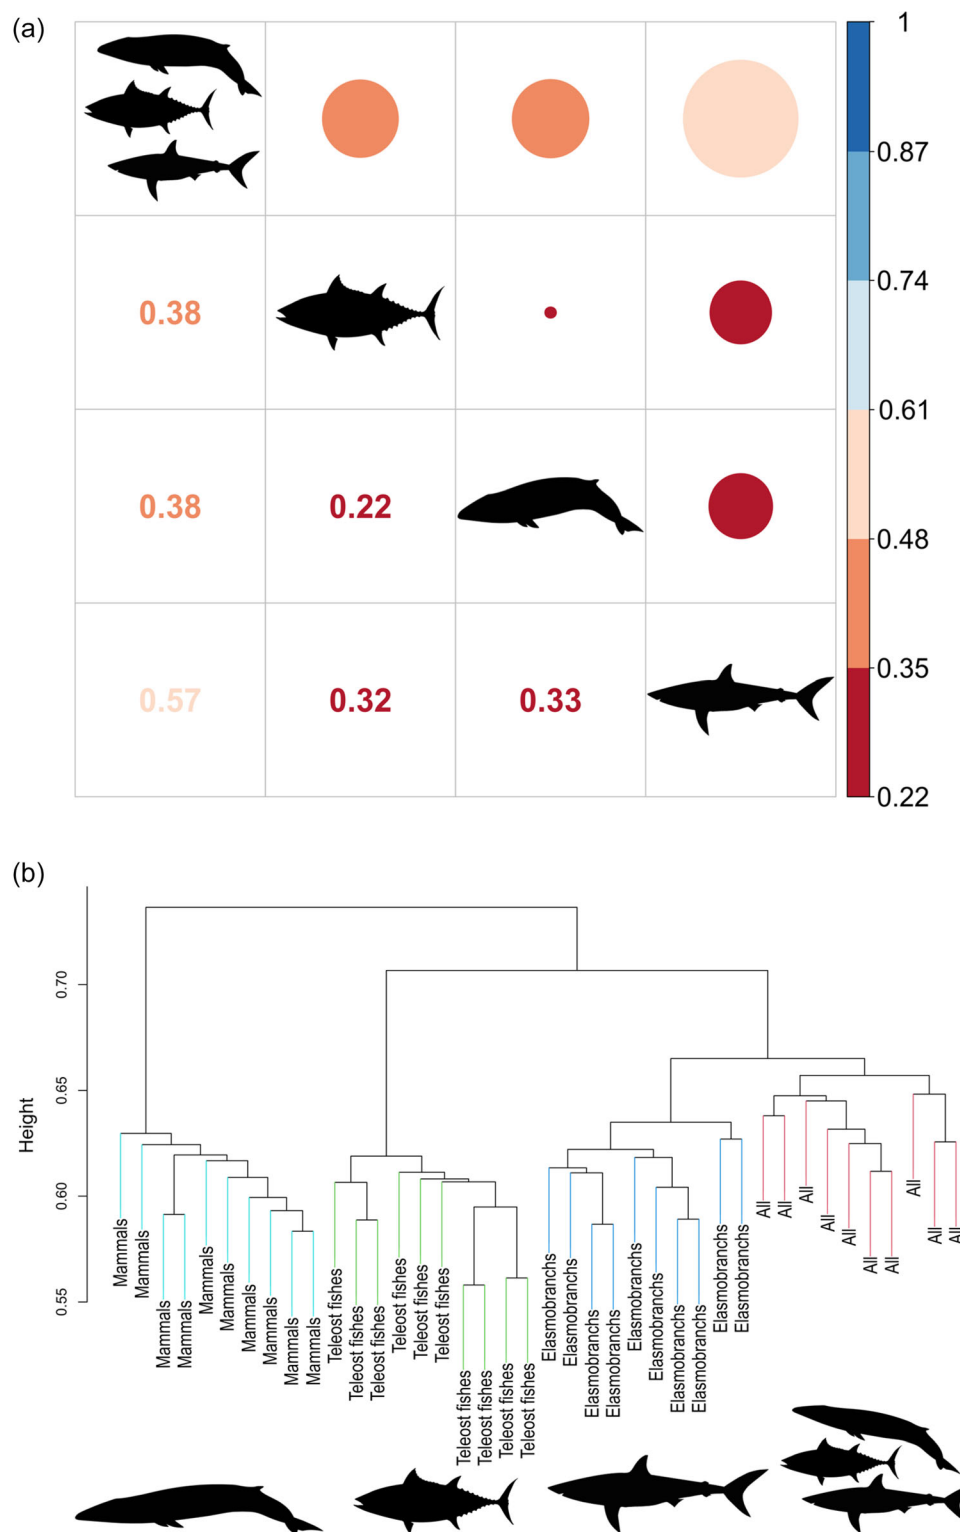 (a)
1
0.87
0.74
0.38
0.61
0.38
0.22
0.48
0.35
0.57
0.32
0.33
0.22
(b)
Height
0.70
0.65
0.60
0.55
Mammals
Mammals
Mammals
Mammals
Mammals
Mammals
Mammals
Mammals
Mammals
Mammals
Teleost fishes
Teleost fishes
Teleost fishes
Teleost fishes
Teleost fishes
Teleost fishes
Teleost fishes
Teleost fishes
Teleost fishes
Teleost fishes
Elasmobranchs
Elasmobranchs
Elasmobranchs
Elasmobranchs
Elasmobranchs
Elasmobranchs
Elasmobranchs
Elasmobranchs
Elasmobranchs
Elasmobranchs
All
All
All
All
All
All
All
All
All
All